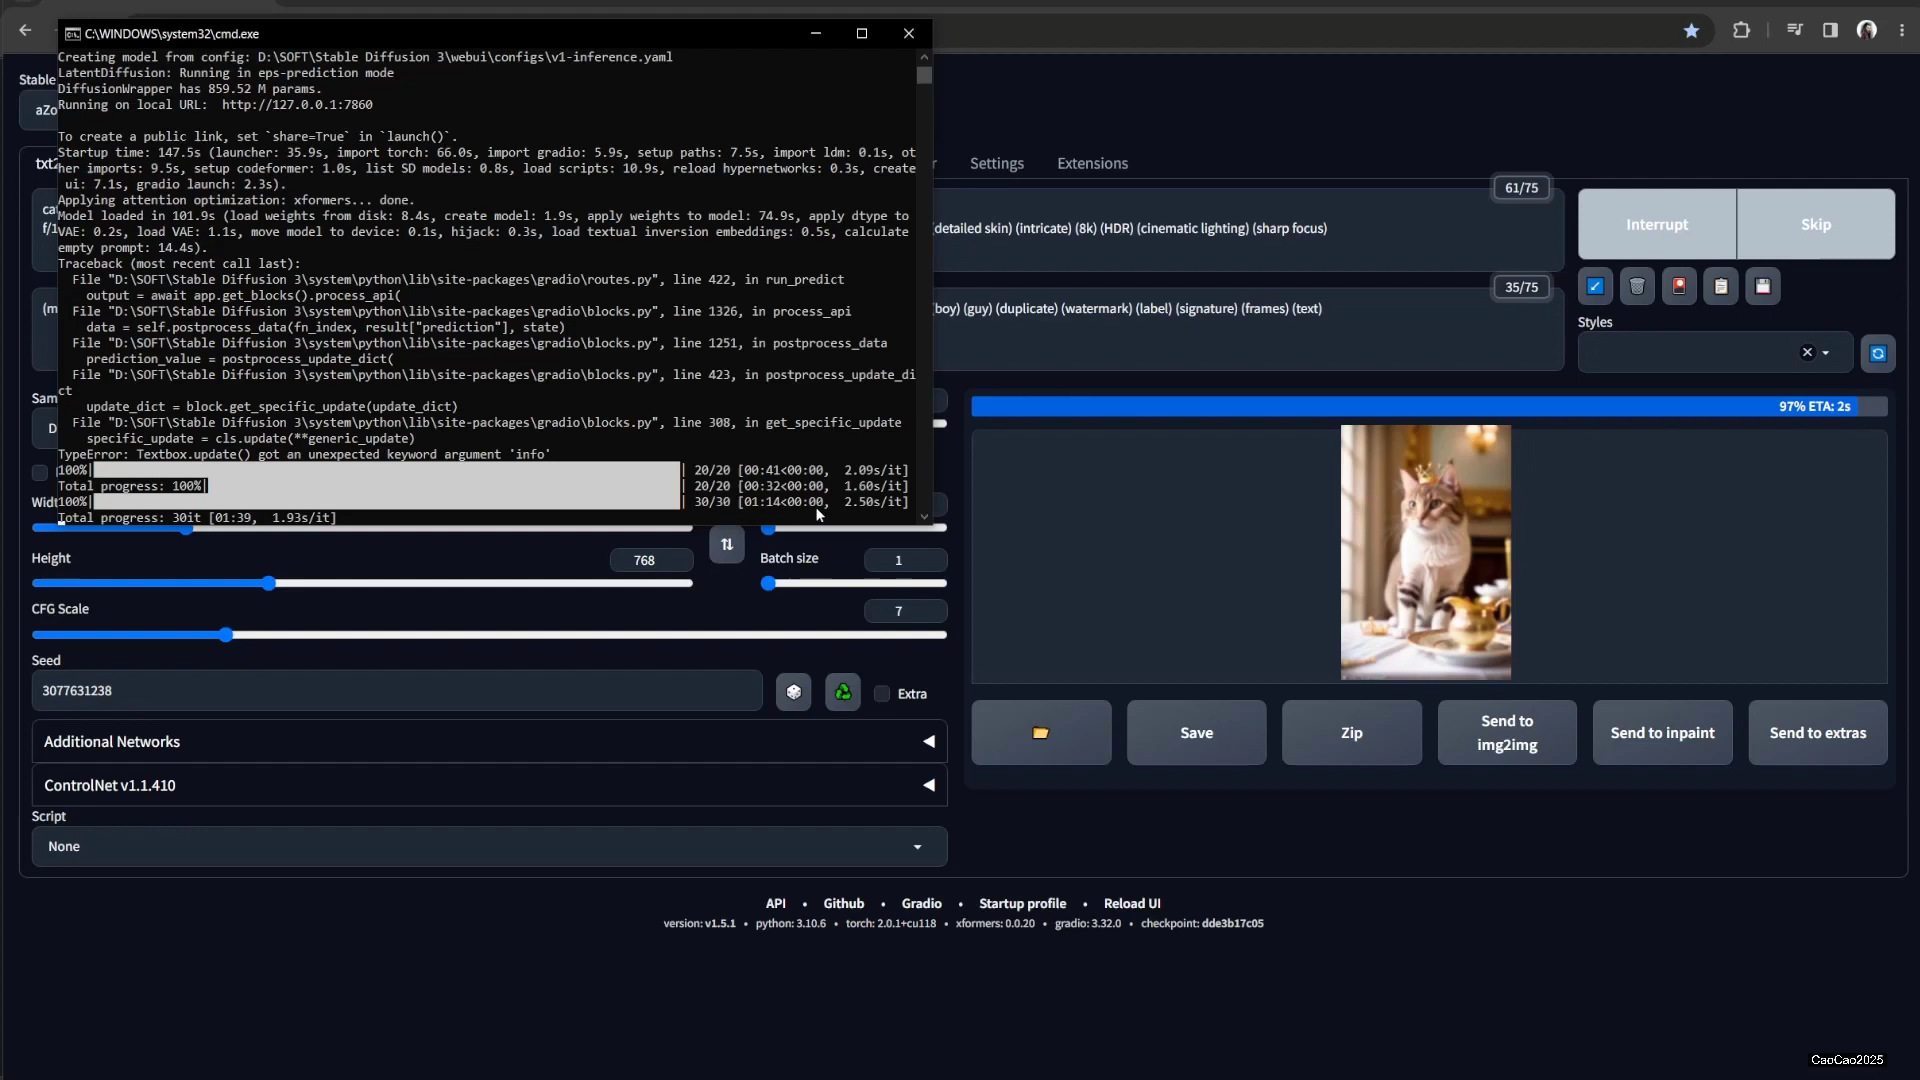 C:\WINDOWS\system32\cmd.exe
Creating model from config: D:\SOFT\Stable Diffusion 3\webui\configs\v1-inference.yaml
LatentDiffusion: Running in eps-prediction mode
DiffusionWrapper has 859.52 M params.
Running on local URL:  http://127.0.0.1:7860
To create a public link, set `share=True` in `launch()`.
Startup time: 147.5s (launcher: 35.9s, import torch: 66.0s, import gradio: 5.9s, setup paths: 7.5s, import ldm: 0.1s, ot
her imports: 9.5s, setup codeformer: 1.0s, list SD models: 0.8s, load scripts: 10.9s, reload hypernetworks: 0.3s, create
ui: 7.1s, gradio launch: 2.3s).
Applying attention optimization: xformers... done.
Model loaded in 101.9s (load weights from disk: 8.4s, create model: 1.9s, apply weights to model: 74.9s, apply dtype to
VAE: 0.2s, load VAE: 1.1s, move model to device: 0.1s, hijack: 0.3s, load textual inversion embeddings: 0.5s, calculate
empty prompt: 14.4s).
Traceback (most recent call last):
File "D:\SOFT\Stable Diffusion 3\system\python\lib\site-packages\gradio\routes.py", line 422, in run_predict
output = await app.get_blocks().process_api(
File "D:\SOFT\Stable Diffusion 3\system\python\lib\site-packages\gradio\blocks.py", line 1326, in process_api
data = self.postprocess_data(fn_index, result["prediction"], state)
File "D:\SOFT\Stable Diffusion 3\system\python\lib\site-packages\gradio\blocks.py", line 1251, in postprocess_data
prediction_value = postprocess_update_dict(
File "D:\SOFT\Stable Diffusion 3\system\python\lib\site-packages\gradio\blocks.py", line 423, in postprocess_update_di
ct
update_dict = block.get_specific_update(update_dict)
File "D:\SOFT\Stable Diffusion 3\system\python\lib\site-packages\gradio\blocks.py", line 308, in get_specific_update
specific_update = cls.update(**generic_update)
TypeError: Textbox.update() got an unexpected keyword argument 'info'
100%| | 20/20 [00:41<00:00,  2.09s/it]
Total progress: 100%| | 20/20 [00:32<00:00,  1.60s/it]
100%| | 30/30 [01:14<00:00,  2.50s/it]
Total progress: 30it [01:39,  1.93s/it]
Stable
aZo
txt2
Settings
Extensions
61/75
cat
f/1
(detailed skin) (intricate) (8k) (HDR) (cinematic lighting) (sharp focus)
Interrupt
Skip
35/75
(m
(boy) (guy) (duplicate) (watermark) (label) (signature) (frames) (text)
Styles
Sam
D
97% ETA: 2s
Widt
Height
768
Batch size
1
CFG Scale
7
Seed
3077631238
Extra
Save
Zip
Send to
img2img
Send to inpaint
Send to extras
Additional Networks
ControlNet v1.1.410
Script
None
API • Github • Gradio • Startup profile • Reload UI
version: v1.5.1 • python: 3.10.6 • torch: 2.0.1+cu118 • xformers: 0.0.20 • gradio: 3.32.0 • checkpoint: dde3b17c05
CaoCao2025